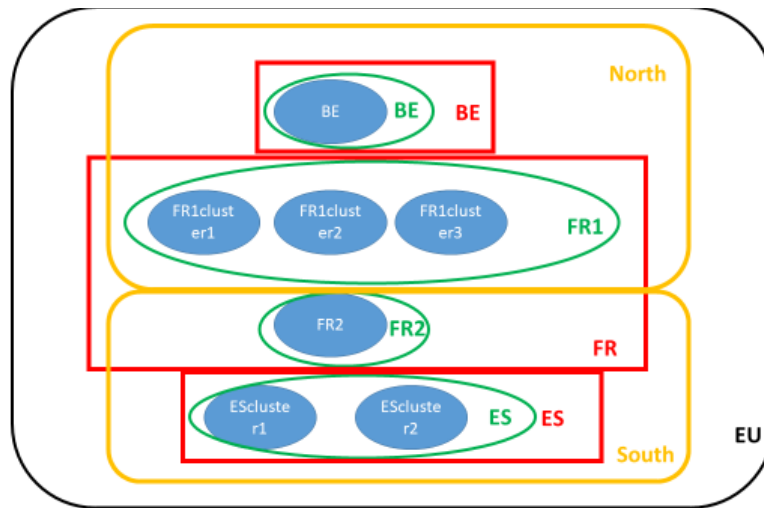 North
BE BE BE
FR1clust
er1
FR1clust
er2
FR1clust
er3
FR1
FR2 FR2
FR
EScluste
r1
EScluste
r2
ES ES
EU
South